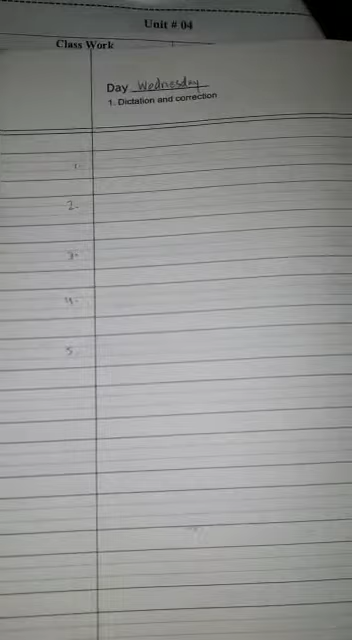 Unit # 04
Class Work
Day Wednesday
1. Dictation and correction
1.
2.
3.
4.
5